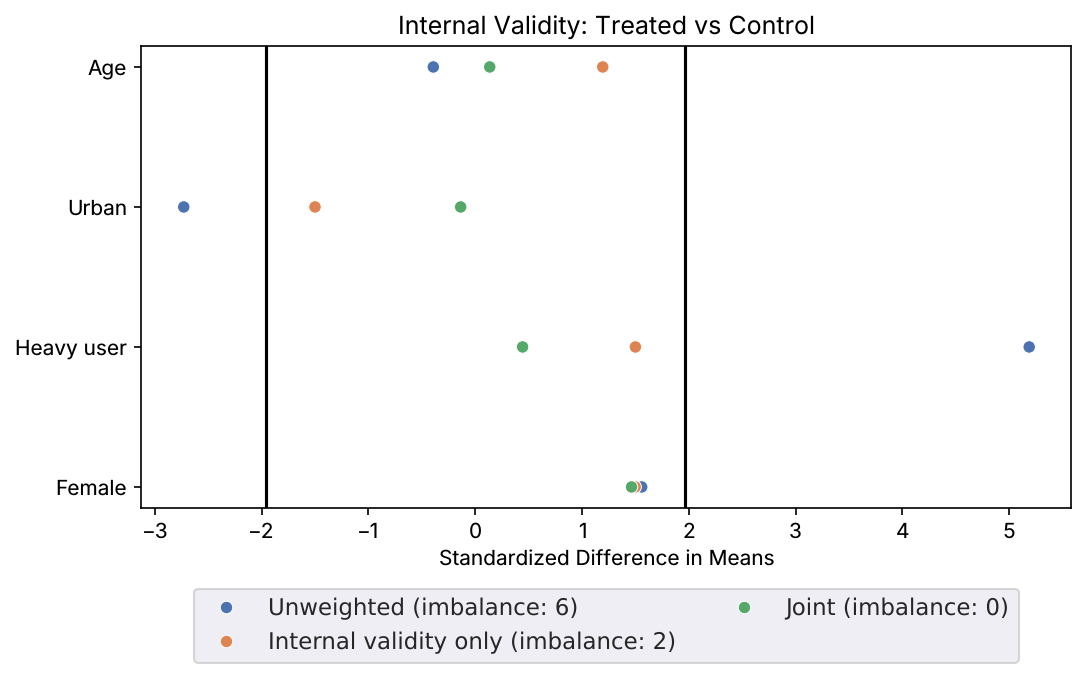 Internal Validity: Treated vs Control
Age
Urban
Heavy user
Female
−3 −2 −1 0 1 2 3 4 5
Standardized Difference in Means
Unweighted (imbalance: 6)
Internal validity only (imbalance: 2)
Joint (imbalance: 0)